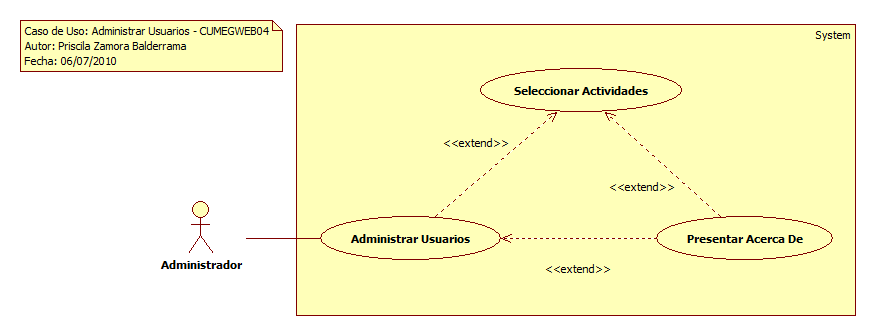 Caso de Uso: Administrar Usuarios - CUMEGWEB04
Autor: Priscila Zamora Balderrama
Fecha: 06/07/2010
System
Seleccionar Actividades
<<extend>>
<<extend>>
Administrar Usuarios
Presentar Acerca De
Administrador
<<extend>>